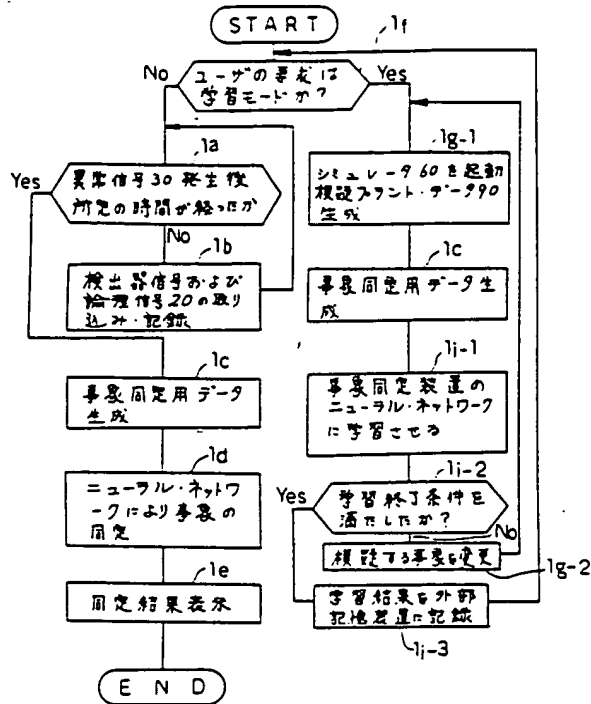 START
1f
No
ユーザの要求は
学習モードか?
Yes
1a
Yes
異常信号30発生後
所定の時間が経ったか
No
1b
検出器信号および
論理信号20の取り
込み・記録
1c
事象同定用データ
生成
1d
ニューラル・ネットワ
ークにより事象の
同定
1e
同定結果表示
END
1g-1
シミュレータ60を起動
模擬プラント・データ90
生成
1c
事象同定用データ生
成
1i-1
事象同定装置の
ニューラル・ネットワーク
に学習させる
1i-2
Yes
学習終了条件を
満たしたか?
No
模擬する事象を変更
1g-2
学習結果を外部
記憶装置に記録
1i-3